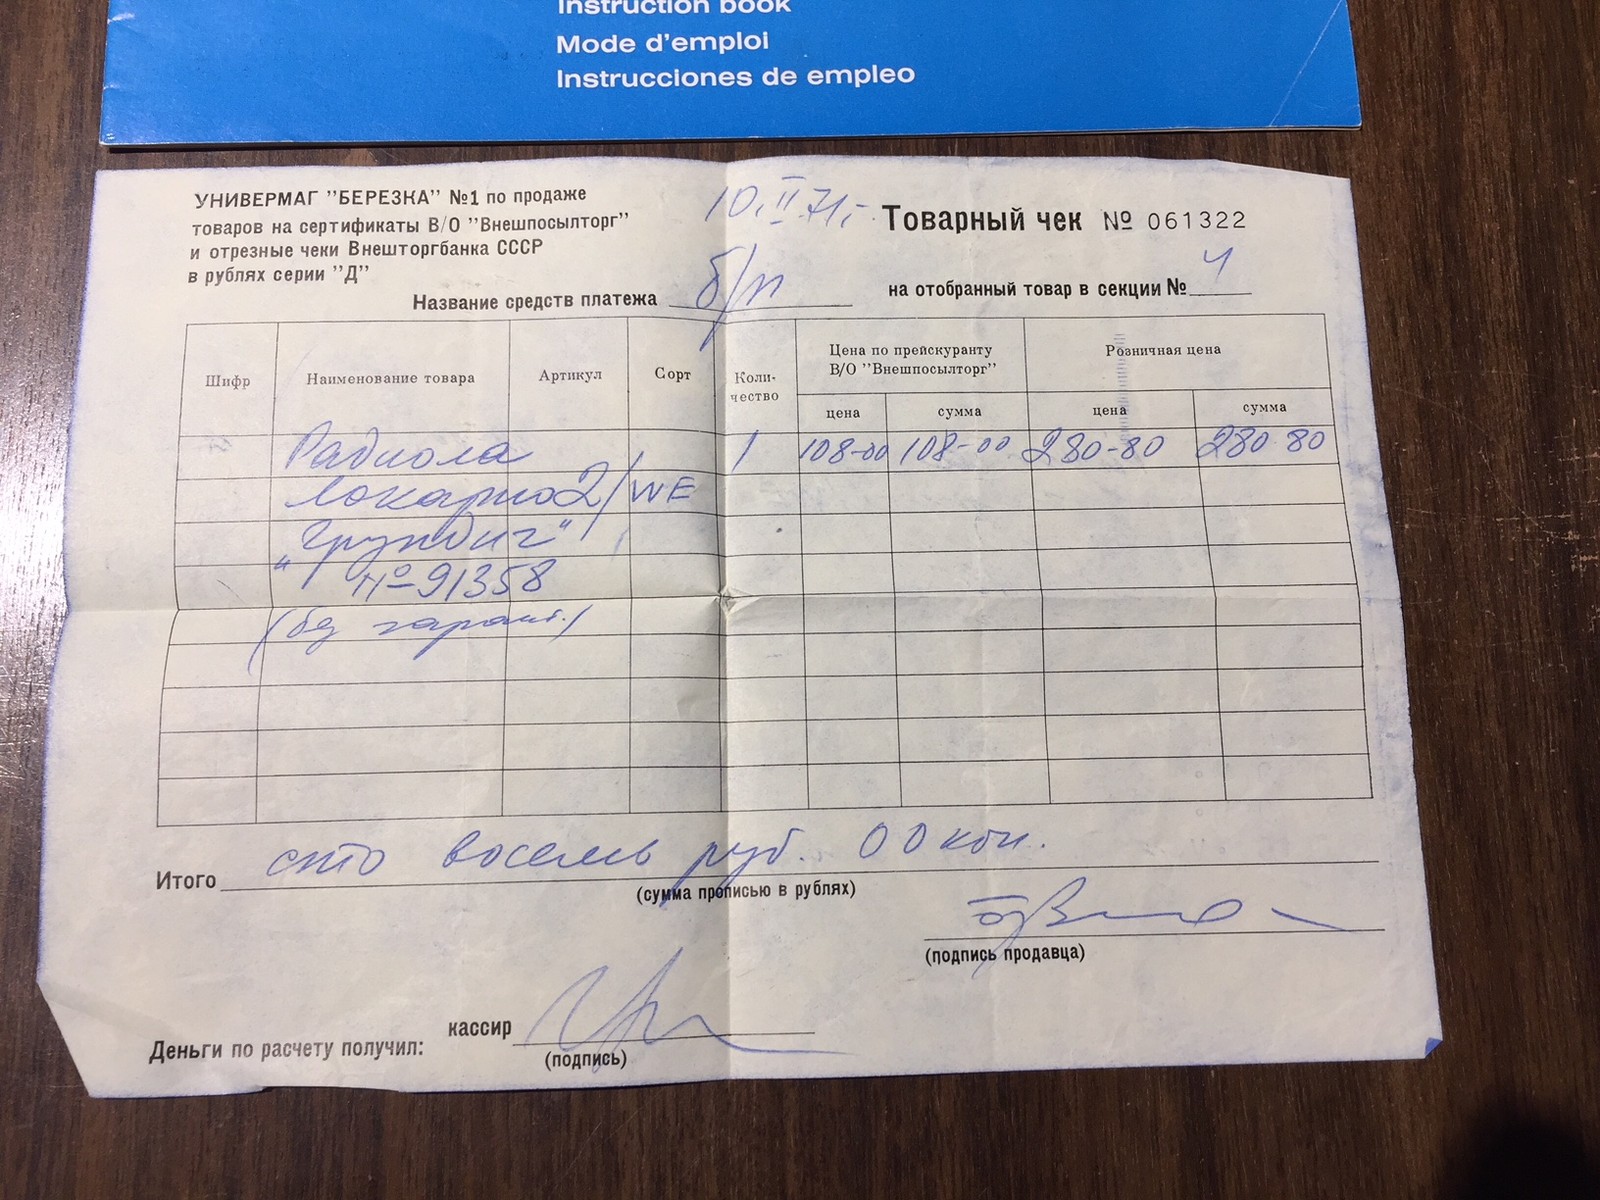 Instruction book
Mode d'emploi
Instrucciones de empleo
УНИВЕРМАГ "БЕРЕЗКА" №1 по продаже
товаров на сертификаты В/О "Внешпосылторг"
и отрезные чеки Внешторгбанка СССР
в рублях серии "Д"
10.II.71.-
Товарный чек № 061322
Название средств платежа б/п
на отобранный товар в секции № 4
Шифр Наименование товара Артикул Сорт Коли-чество Цена по прейскуранту В/О "Внешпосылторг" Розничная цена
цена сумма цена сумма
Радиола 1 108-00 108-00 280-80 280-80
Локарно 2/WE
"Грундиг"
№ 91358
(без гарант.)
Итого сто восемь руб. 00 коп.
(сумма прописью в рублях)
(подпись продавца)
Деньги по расчету получил: кассир
(подпись)